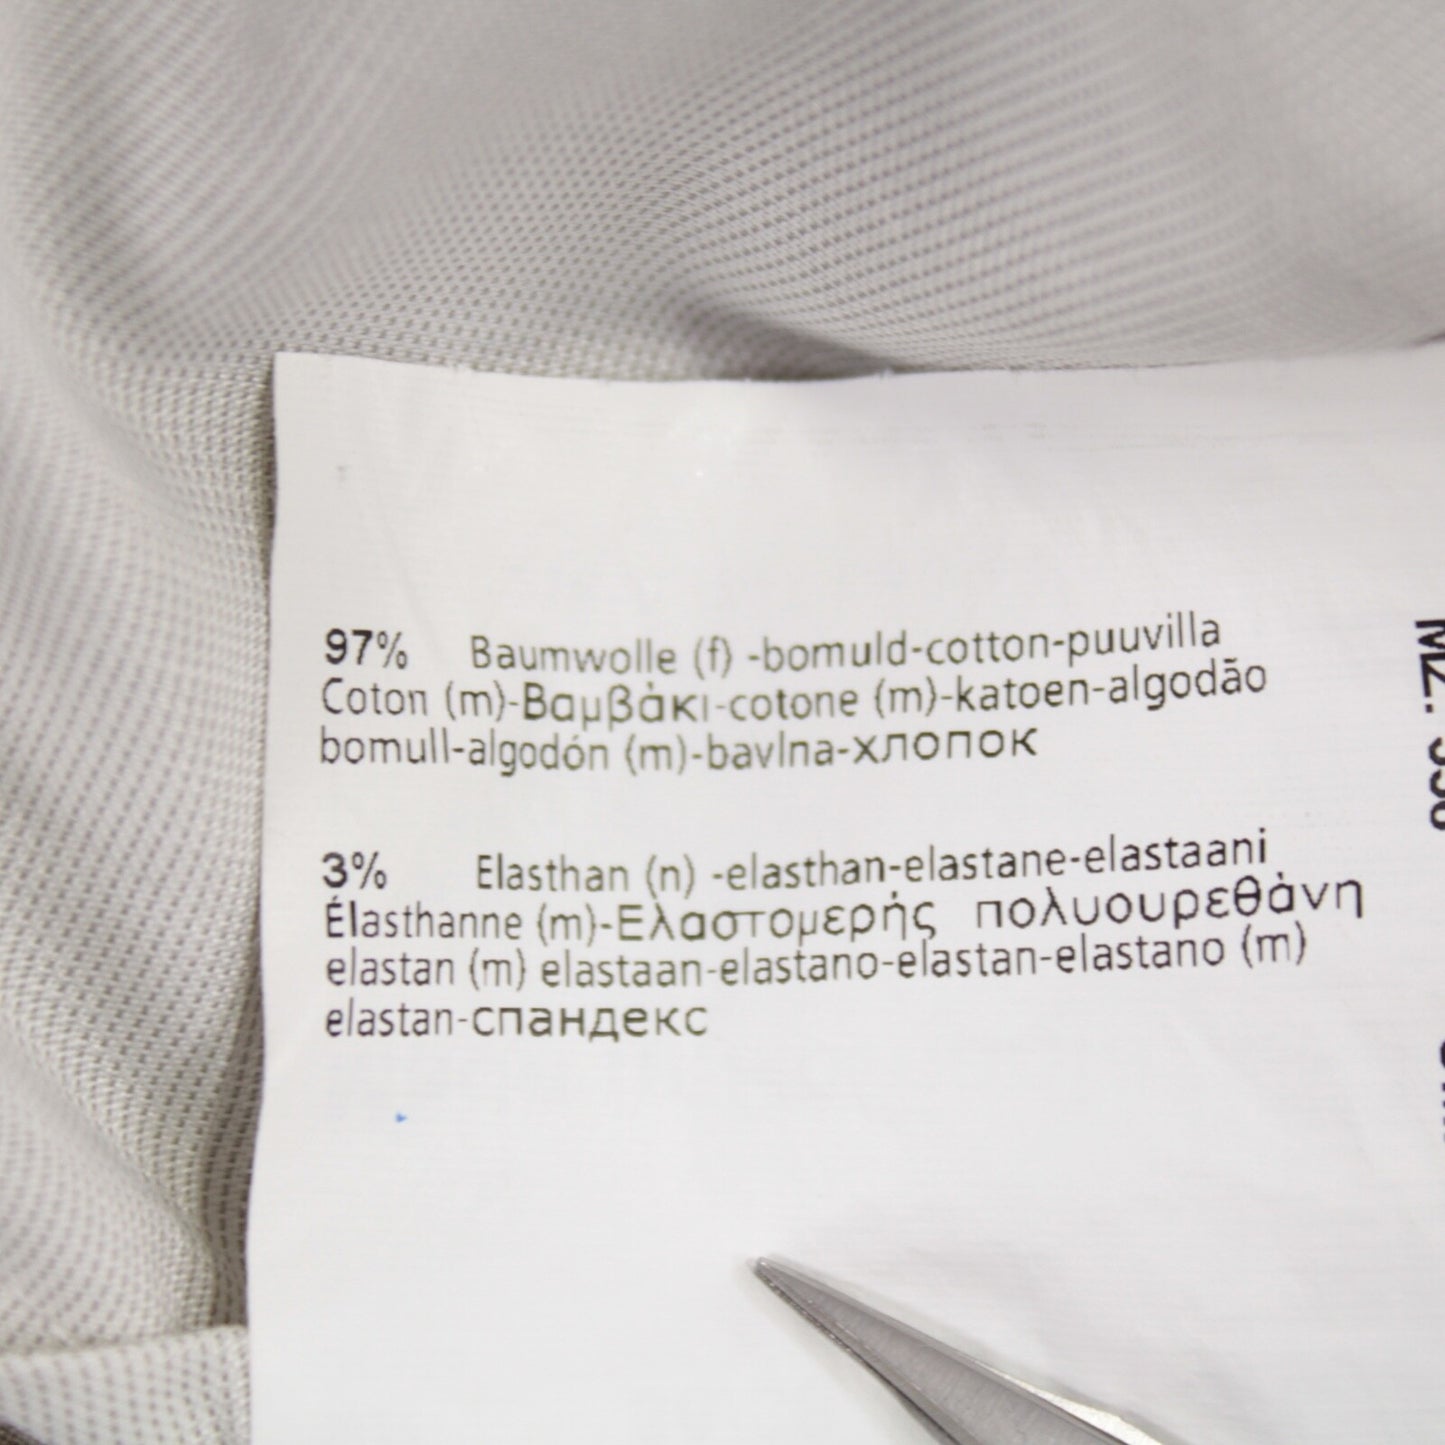 97% Baumwolle (f) -bomuld-cotton-puuvilla
Coton (m)-Βαμβάκι-cotone (m)-katoen-algodão
bomull-algodón (m)-bavlna-хлопок
3% Elasthan (n) -elasthan-elastane-elastaani
Élasthanne (m)-Ελαστομερής πολυουρεθάνη
elastan (m) elastaan-elastano-elastan-elastano (m)
elastan-спандекс